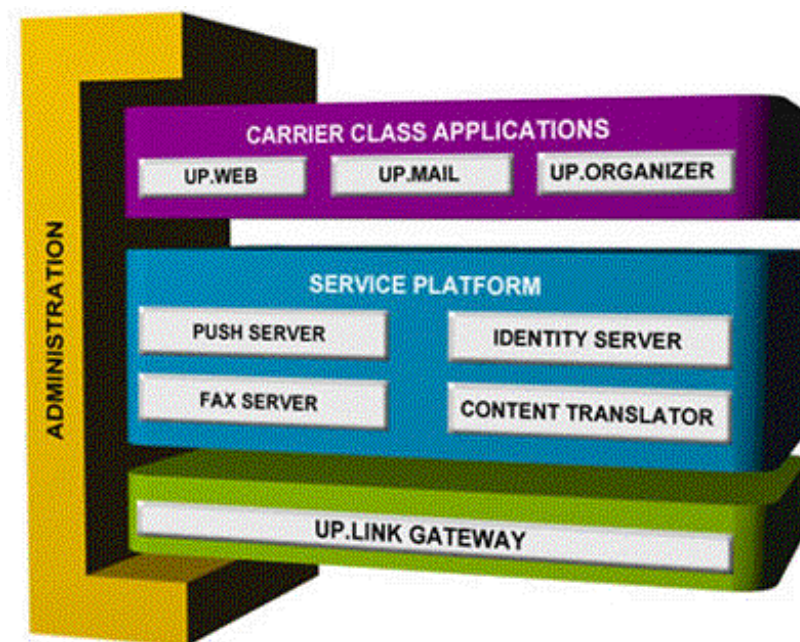 ADMINISTRATION
CARRIER CLASS APPLICATIONS
UP.WEB
UP.MAIL
UP.ORGANIZER
SERVICE PLATFORM
PUSH SERVER
IDENTITY SERVER
FAX SERVER
CONTENT TRANSLATOR
UP.LINK GATEWAY